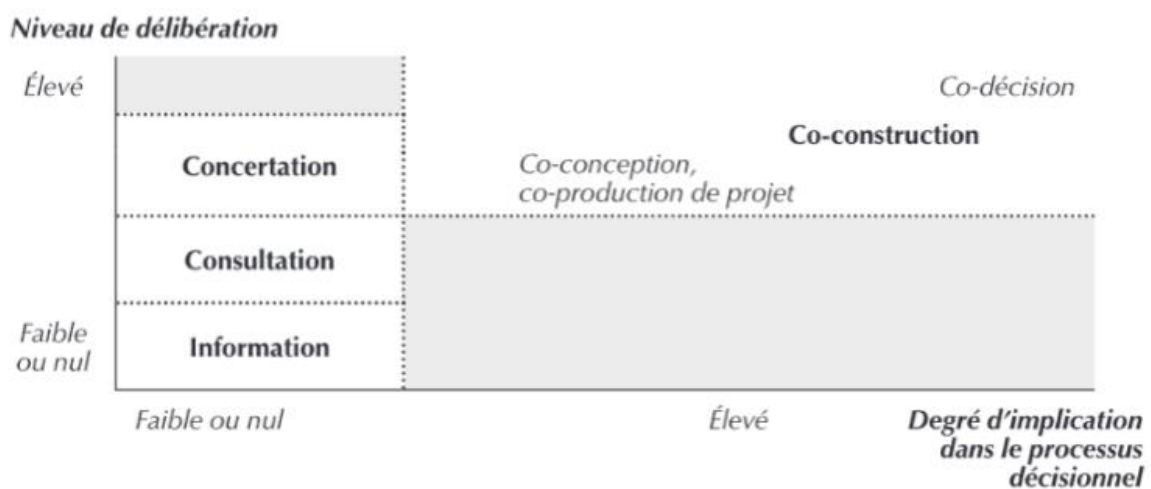 Niveau de délibération
Élevé
Co-décision
Co-construction
Concertation
Co-conception,
co-production de projet
Consultation
Faible
ou nul
Information
Faible ou nul
Élevé
Degré d'implication
dans le processus
décisionnel